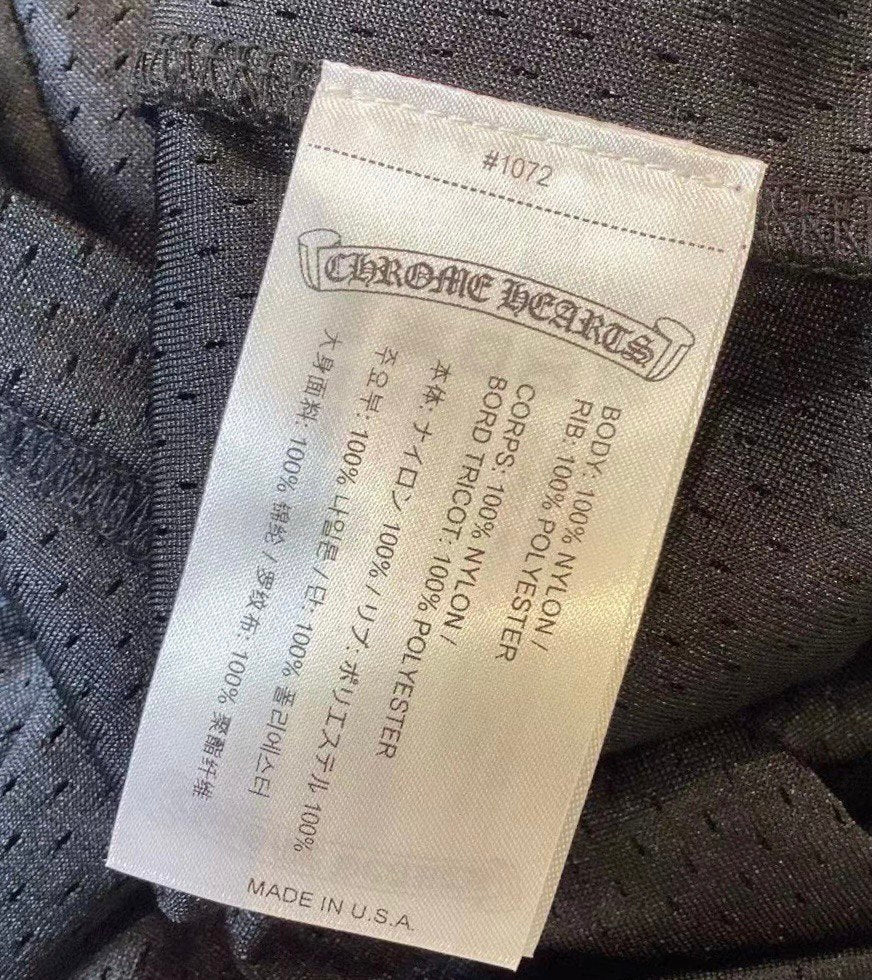 #1072
CHROME HEARTS
BODY: 100% NYLON /
RIB: 100% POLYESTER
CORPS: 100% NYLON /
BORD TRICOT: 100% POLYESTER
本体: ナイロン 100% / リブ: ポリエステル 100%
주요부: 100% 나일론 / 단: 100% 폴리에스터
大身面料: 100% 锦纶 / 罗纹布: 100% 聚酯纤维
MADE IN U.S.A.